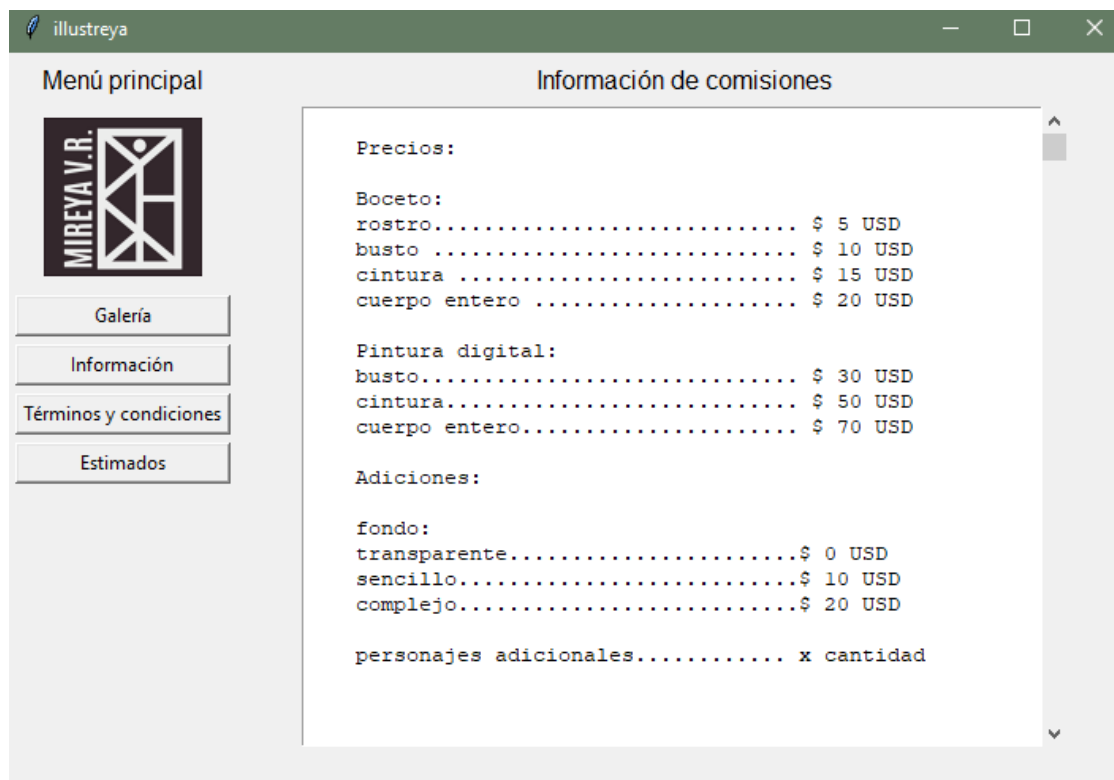 illustreya
Menú principal
MIREYA V.R.
Galería
Información
Términos y condiciones
Estimados
Información de comisiones
Precios:
Boceto:
rostro............................. $ 5 USD
busto ............................. $ 10 USD
cintura ........................... $ 15 USD
cuerpo entero ..................... $ 20 USD
Pintura digital:
busto.............................. $ 30 USD
cintura............................ $ 50 USD
cuerpo entero...................... $ 70 USD
Adiciones:
fondo:
transparente.......................$ 0 USD
sencillo...........................$ 10 USD
complejo...........................$ 20 USD
personajes adicionales............ x cantidad